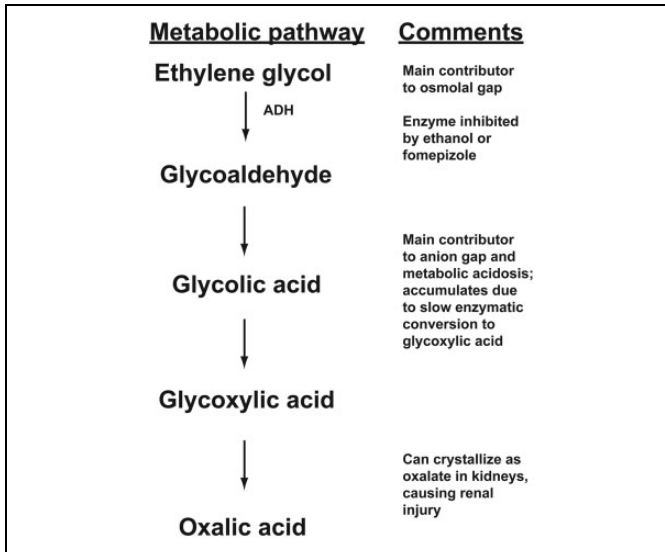 Metabolic pathway
Comments
Ethylene glycol
Main contributor
to osmolal gap
ADH
Enzyme inhibited
by ethanol or
fomepizole
Glycoaldehyde
Main contributor
to anion gap and
metabolic acidosis;
accumulates due
to slow enzymatic
conversion to
glycoxylic acid
Glycolic acid
Glycoxylic acid
Can crystallize as
oxalate in kidneys,
causing renal
injury
Oxalic acid